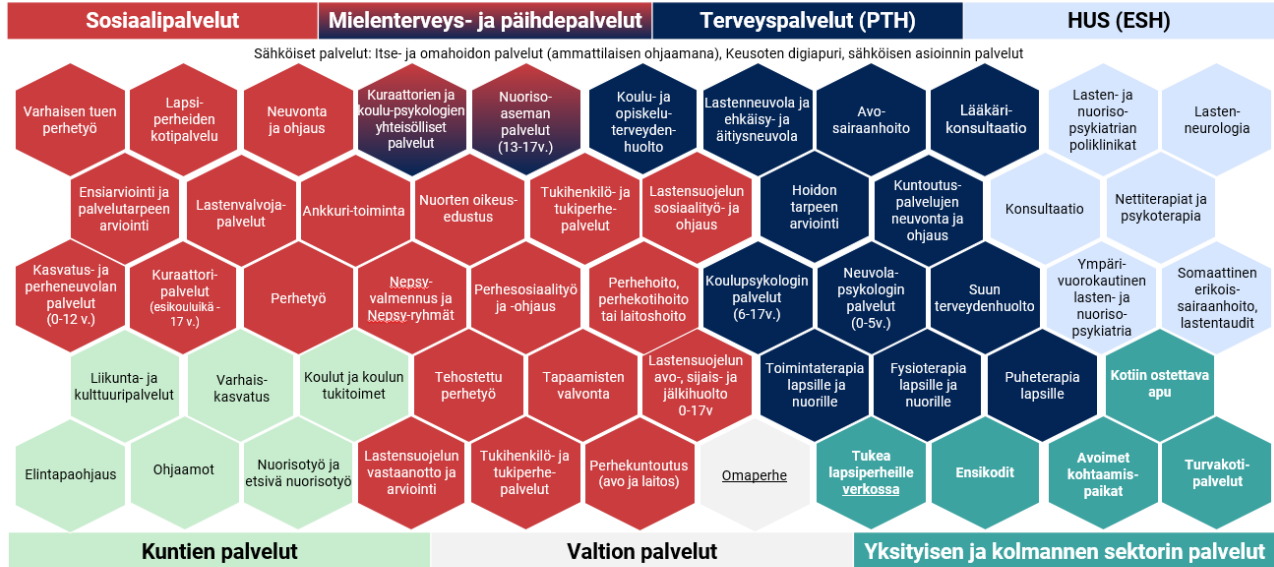 Sosiaalipalvelut
Mielenterveys- ja päihdepalvelut
Terveyspalvelut (PTH)
HUS (ESH)
Sähköiset palvelut: Itse- ja omahoidon palvelut (ammattilaisen ohjaamana), Keusoten digiapuri, sähköisen asioinnin palvelut
Varhaisen tuen
perhetyö
Lapsi-
perheiden
kotipalvelu
Neuvonta
ja ohjaus
Kuraattorien ja
koulu-psykologien
yhteisölliset
palvelut
Nuoriso-
aseman
palvelut
(13-17v.)
Koulu- ja
opiskelu-
terveyden-
huolto
Lastenneuvola ja
ehkäisy- ja
äitiysneuvola
Avo-
sairaanhoito
Lääkäri-
konsultaatio
Lasten- ja
nuoriso-
psykiatrian
poliklinikat
Lasten-
neurologia
Ensiarviointi ja
palvelutarpeen
arviointi
Lastenvalvoja-
palvelut
Ankkuri-toiminta
Nuorten oikeus-
edustus
Tukihenkilö- ja
tukiperhe-
palvelut
Lastensuojelun
sosiaalityö- ja
ohjaus
Hoidon
tarpeen
arviointi
Kuntoutus-
palvelujen
neuvonta ja
ohjaus
Konsultaatio
Nettiterapiat ja
psykoterapia
Kasvatus- ja
perheneuvolan
palvelut
(0-12 v.)
Kuraattori-
palvelut
(esikouluikä -
17 v.)
Perhetyö
Nepsy-
valmennus ja
Nepsy-ryhmät
Perhesosiaalityö
ja -ohjaus
Perhehoito,
perhekotihoito
tai laitoshoito
Koulupsykologin
palvelut
(6-17v.)
Neuvola-
psykologin
palvelut
(0-5v.)
Suun
terveydenhuolto
Ympäri-
vuorokautinen
lasten- ja
nuoriso-
psykiatria
Somaattinen
erikois-
sairaanhoito,
lastentaudit
Liikunta- ja
kulttuuripalvelut
Varhais-
kasvatus
Koulut ja koulun
tukitoimet
Tehostettu
perhetyö
Tapaamisten
valvonta
Lastensuojelun
avo-, sijais- ja
jälkihuolto
0-17v
Toimintaterapia
lapsille ja
nuorille
Fysioterapia
lapsille ja
nuorille
Puheterapia
lapsille
Kotiin ostettava
apu
Elintapaohjaus
Ohjaamot
Nuorisotyö ja
etsivä nuorisotyö
Lastensuojelun
vastaanotto ja
arviointi
Tukihenkilö- ja
tukiperhe-
palvelut
Perhekuntoutus
(avo ja laitos)
Omaperhe
Tukea
lapsiperheille
verkossa
Ensikodit
Avoimet
kohtaamis-
paikat
Turvakoti-
palvelut
Kuntien palvelut
Valtion palvelut
Yksityisen ja kolmannen sektorin palvelut